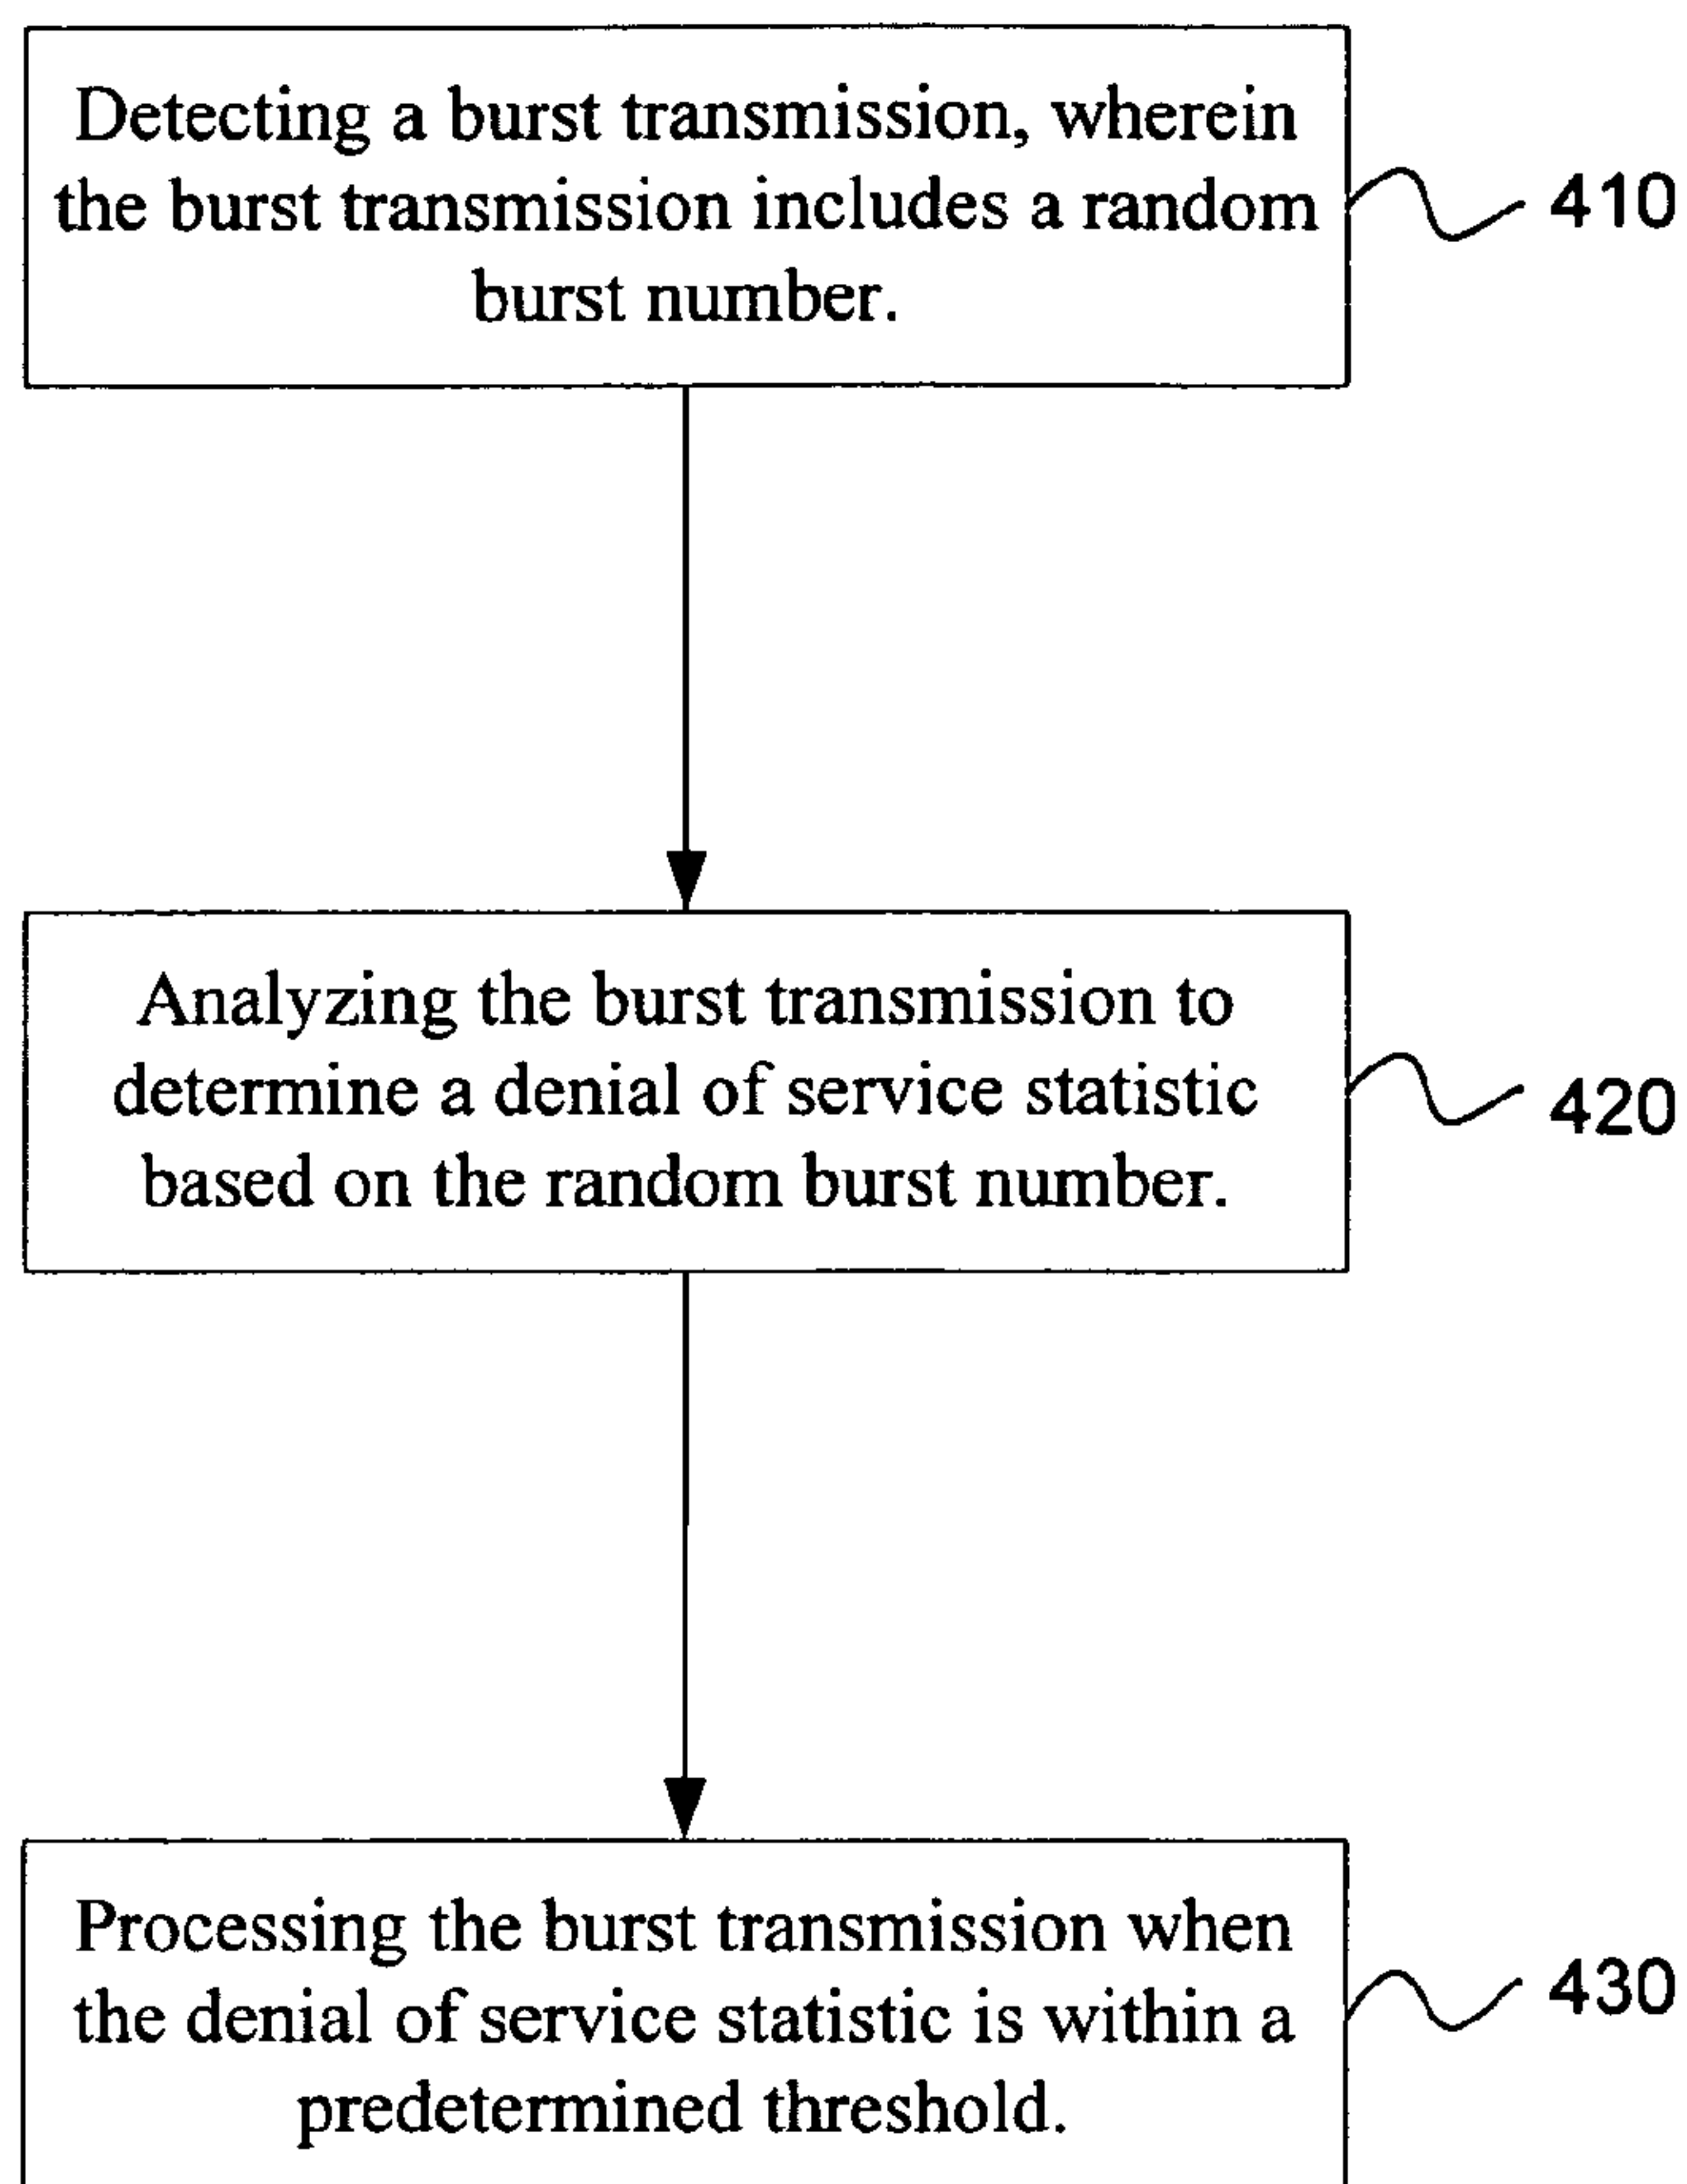 Detecting a burst transmission, wherein
the burst transmission includes a random
burst number.
410
Analyzing the burst transmission to
determine a denial of service statistic
based on the random burst number.
420
Processing the burst transmission when
the denial of service statistic is within a
predetermined threshold.
430